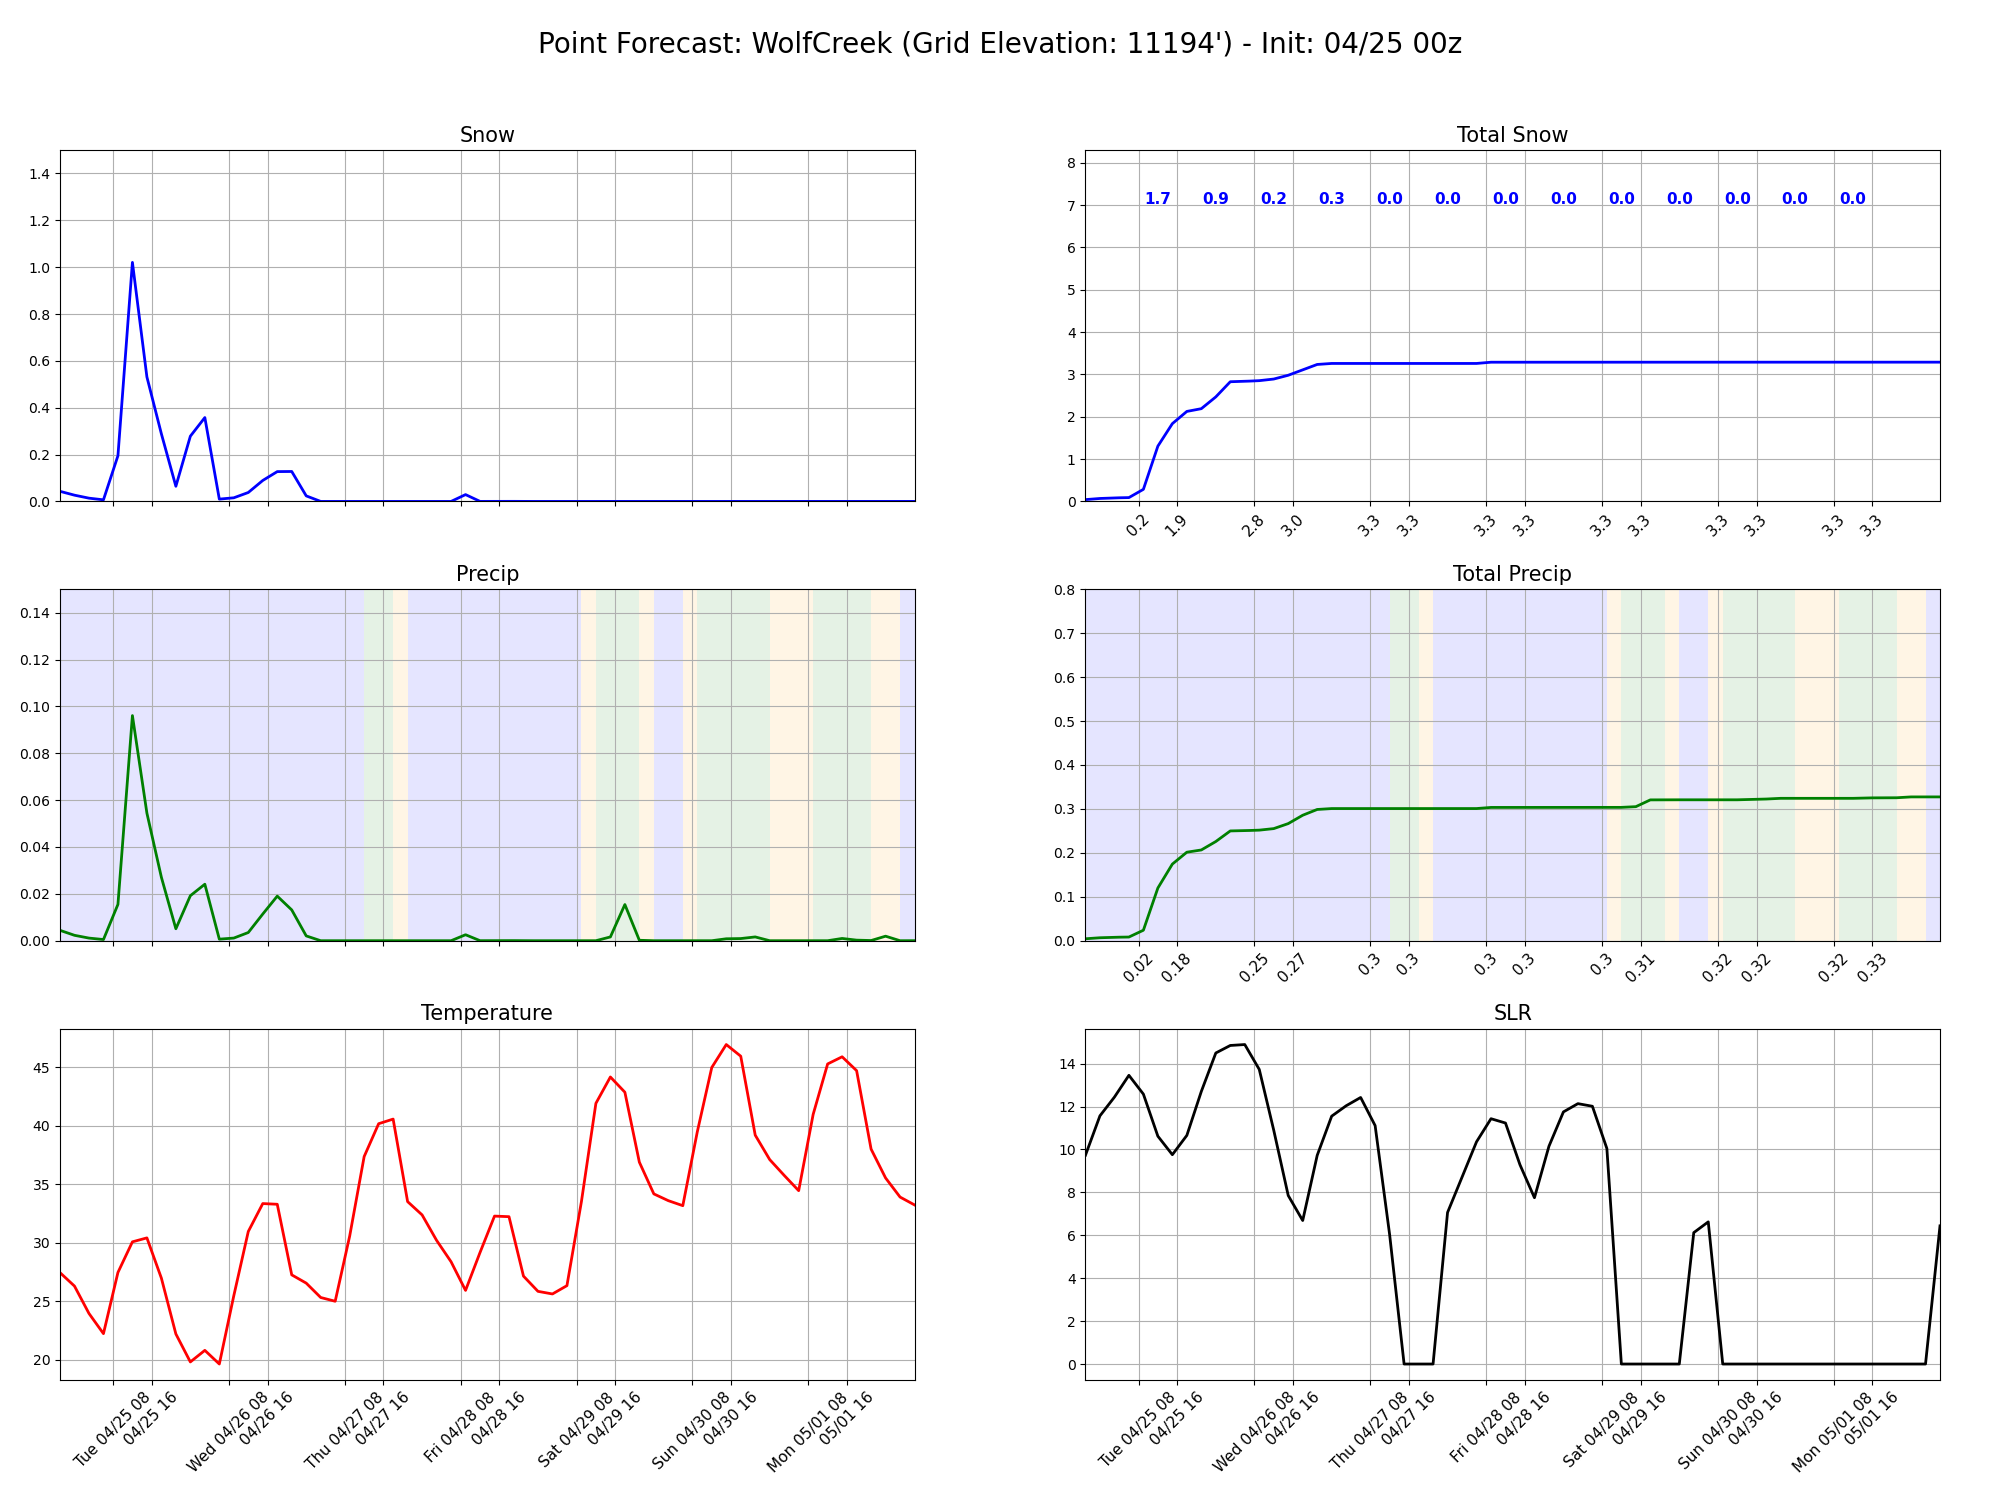 Point Forecast: WolfCreek (Grid Elevation: 11194') - Init: 04/25 00z
Snow
1.4
1.2
1.0
0.8
0.6
0.4
0.2
0.0
Total Snow
8
7
6
5
4
3
2
1
0
1.7 0.9 0.2 0.3 0.0 0.0 0.0 0.0 0.0 0.0 0.0 0.0 0.0
0.2 1.9 2.8 3.0 3.3 3.3 3.3 3.3 3.3 3.3 3.3 3.3 3.3 3.3
Precip
0.14
0.12
0.10
0.08
0.06
0.04
0.02
0.00
Total Precip
0.8
0.7
0.6
0.5
0.4
0.3
0.2
0.1
0.0
0.02 0.18 0.25 0.27 0.3 0.3 0.3 0.3 0.3 0.31 0.32 0.32 0.32 0.33
Temperature
45
40
35
30
25
20
Tue 04/25 08
04/25 16
Wed 04/26 08
04/26 16
Thu 04/27 08
04/27 16
Fri 04/28 08
04/28 16
Sat 04/29 08
04/29 16
Sun 04/30 08
04/30 16
Mon 05/01 08
05/01 16
SLR
14
12
10
8
6
4
2
0
Tue 04/25 08
04/25 16
Wed 04/26 08
04/26 16
Thu 04/27 08
04/27 16
Fri 04/28 08
04/28 16
Sat 04/29 08
04/29 16
Sun 04/30 08
04/30 16
Mon 05/01 08
05/01 16